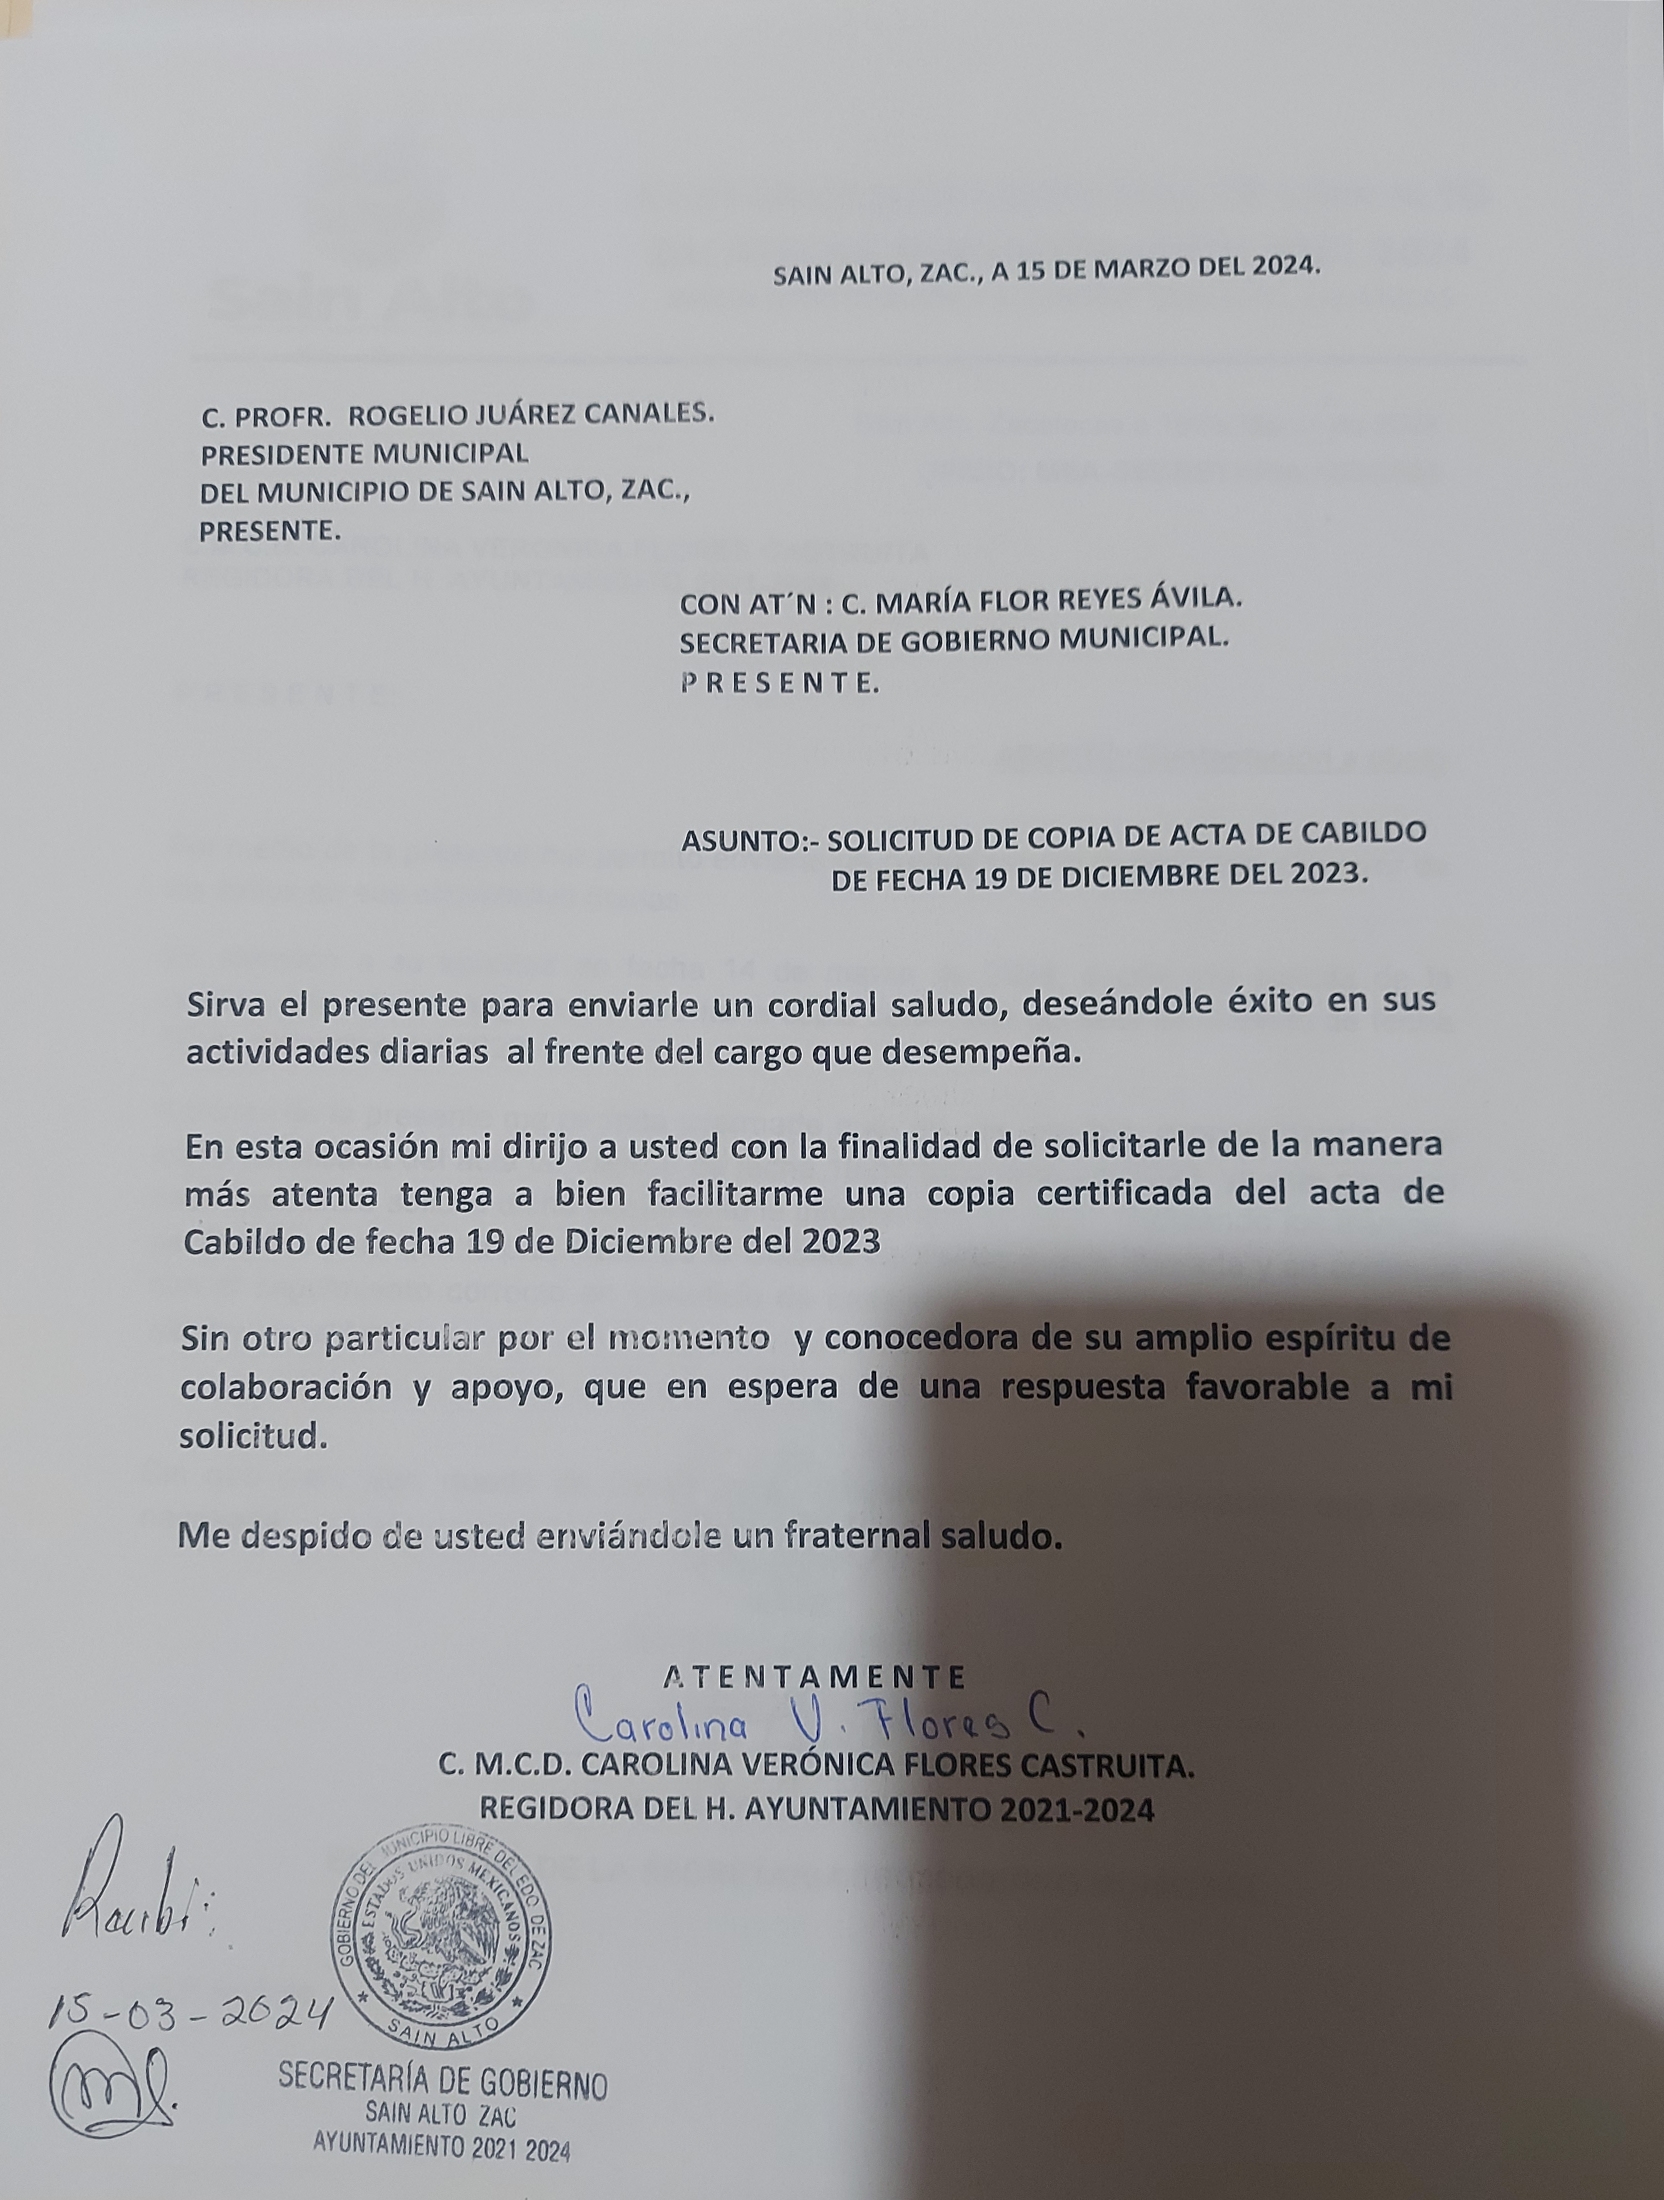 SAIN ALTO, ZAC., A 15 DE MARZO DEL 2024.
C. PROFR. ROGELIO JUÁREZ CANALES.
PRESIDENTE MUNICIPAL
DEL MUNICIPIO DE SAIN ALTO, ZAC.,
PRESENTE.
CON AT´N : C. MARÍA FLOR REYES ÁVILA.
SECRETARIA DE GOBIERNO MUNICIPAL.
P R E S E N T E.
ASUNTO:- SOLICITUD DE COPIA DE ACTA DE CABILDO
DE FECHA 19 DE DICIEMBRE DEL 2023.
Sirva el presente para enviarle un cordial saludo, deseándole éxito en sus
actividades diarias al frente del cargo que desempeña.
En esta ocasión mi dirijo a usted con la finalidad de solicitarle de la manera
más atenta tenga a bien facilitarme una copia certificada del acta de
Cabildo de fecha 19 de Diciembre del 2023
Sin otro particular por el momento y conocedora de su amplio espíritu de
colaboración y apoyo, que en espera de una respuesta favorable a mi
solicitud.
Me despido de usted enviándole un fraternal saludo.
A T E N T A M E N T E
Carolina V. Flores C.
C. M.C.D. CAROLINA VERÓNICA FLORES CASTRUITA.
REGIDORA DEL H. AYUNTAMIENTO 2021-2024
Recibi:
15-03-2024
GOBIERNO DEL MUNICIPIO LIBRE DEL EDO. DE ZAC
ESTADOS UNIDOS MEXICANOS
SAIN ALTO
SECRETARÍA DE GOBIERNO
SAIN ALTO ZAC
AYUNTAMIENTO 2021 2024